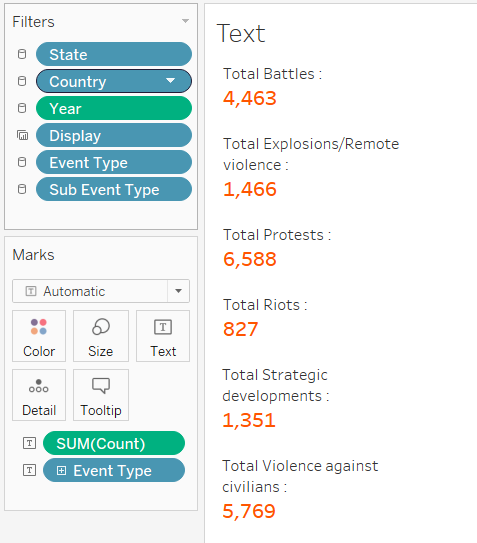 Filters
State
Country
Year
Display
Event Type
Sub Event Type
Marks
Automatic
Color
Size
Text
Detail
Tooltip
SUM(Count)
Event Type
Text
Total Battles :
4,463
Total Explosions/Remote
violence :
1,466
Total Protests :
6,588
Total Riots :
827
Total Strategic
developments :
1,351
Total Violence against
civilians :
5,769